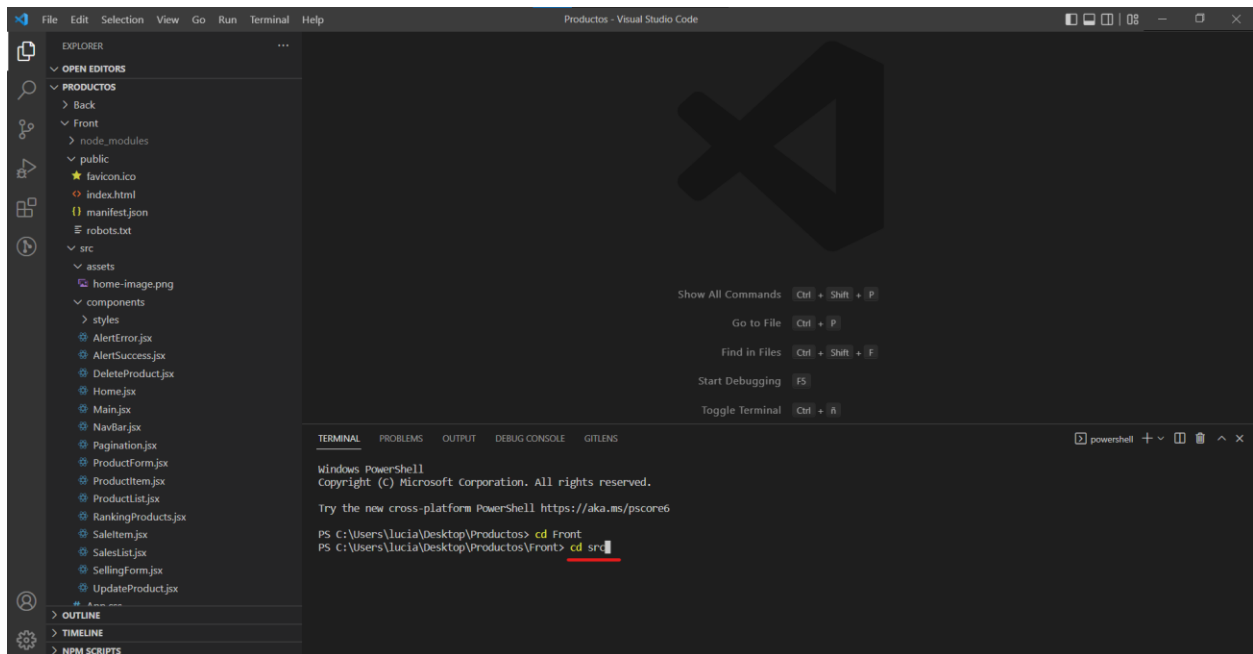 File Edit Selection View Go Run Terminal Help
Productos - Visual Studio Code
EXPLORER
OPEN EDITORS
PRODUCTOS
Back
Front
node_modules
public
favicon.ico
<> index.html
{} manifest.json
robots.txt
src
assets
home-image.png
components
styles
AlertError.jsx
AlertSuccess.jsx
DeleteProduct.jsx
Home.jsx
Main.jsx
NavBar.jsx
Pagination.jsx
ProductForm.jsx
ProductItem.jsx
ProductList.jsx
RankingProducts.jsx
SaleItem.jsx
SalesList.jsx
SellingForm.jsx
UpdateProduct.jsx
# App.css
OUTLINE
TIMELINE
NPM SCRIPTS
Show All Commands Ctrl + Shift + P
Go to File Ctrl + P
Find in Files Ctrl + Shift + F
Start Debugging F5
Toggle Terminal Ctrl + ñ
TERMINAL PROBLEMS OUTPUT DEBUG CONSOLE GITLENS
powershell
Windows PowerShell
Copyright (C) Microsoft Corporation. All rights reserved.
Try the new cross-platform PowerShell https://aka.ms/pscore6
PS C:\Users\lucia\Desktop\Productos> cd Front
PS C:\Users\lucia\Desktop\Productos\Front> cd src